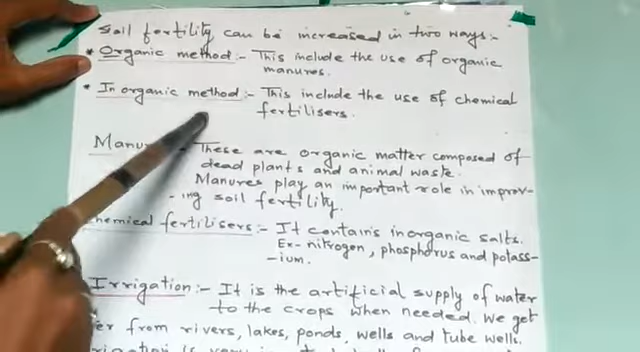 Soil fertility can be increased in two ways:-
* Organic method:- This include the use of organic
manures.
• In organic method:- This include the use of chemical
fertilisers.
These are organic matter composed of
dead plants and animal waste.
Manures play an important role in improv-
-ing soil fertility.
fertilisers:- It contains inorganic salts.
Ex- nitrogen, phosphorus and potass-
-ium.
Irrigation:- It is the artificial supply of water
to the crops when needed. We get
from rivers, lakes, ponds, wells and tube wells.